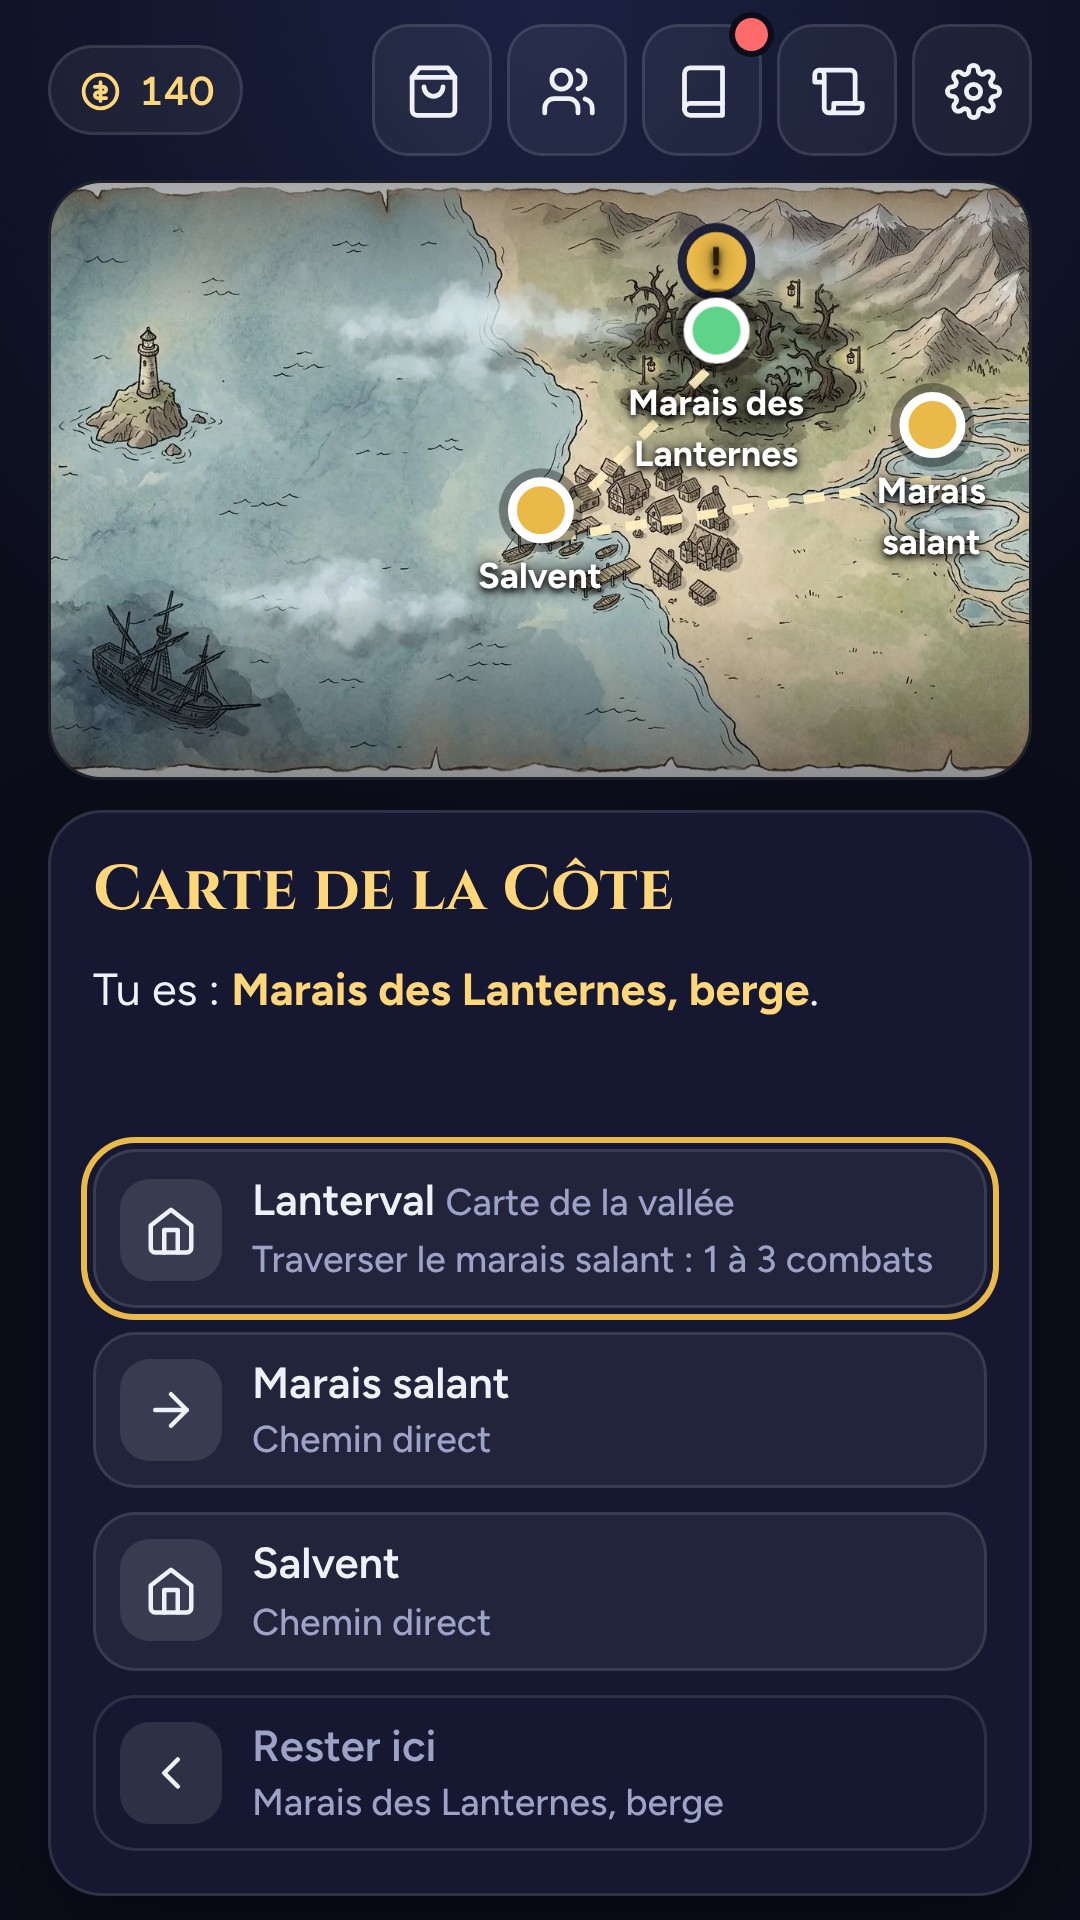 140
!
Marais des
Lanternes
Marais
salant
Salvent
Carte de la Côte
Tu es : Marais des Lanternes, berge.
Lanterval Carte de la vallée
Traverser le marais salant : 1 à 3 combats
Marais salant
Chemin direct
Salvent
Chemin direct
Rester ici
Marais des Lanternes, berge